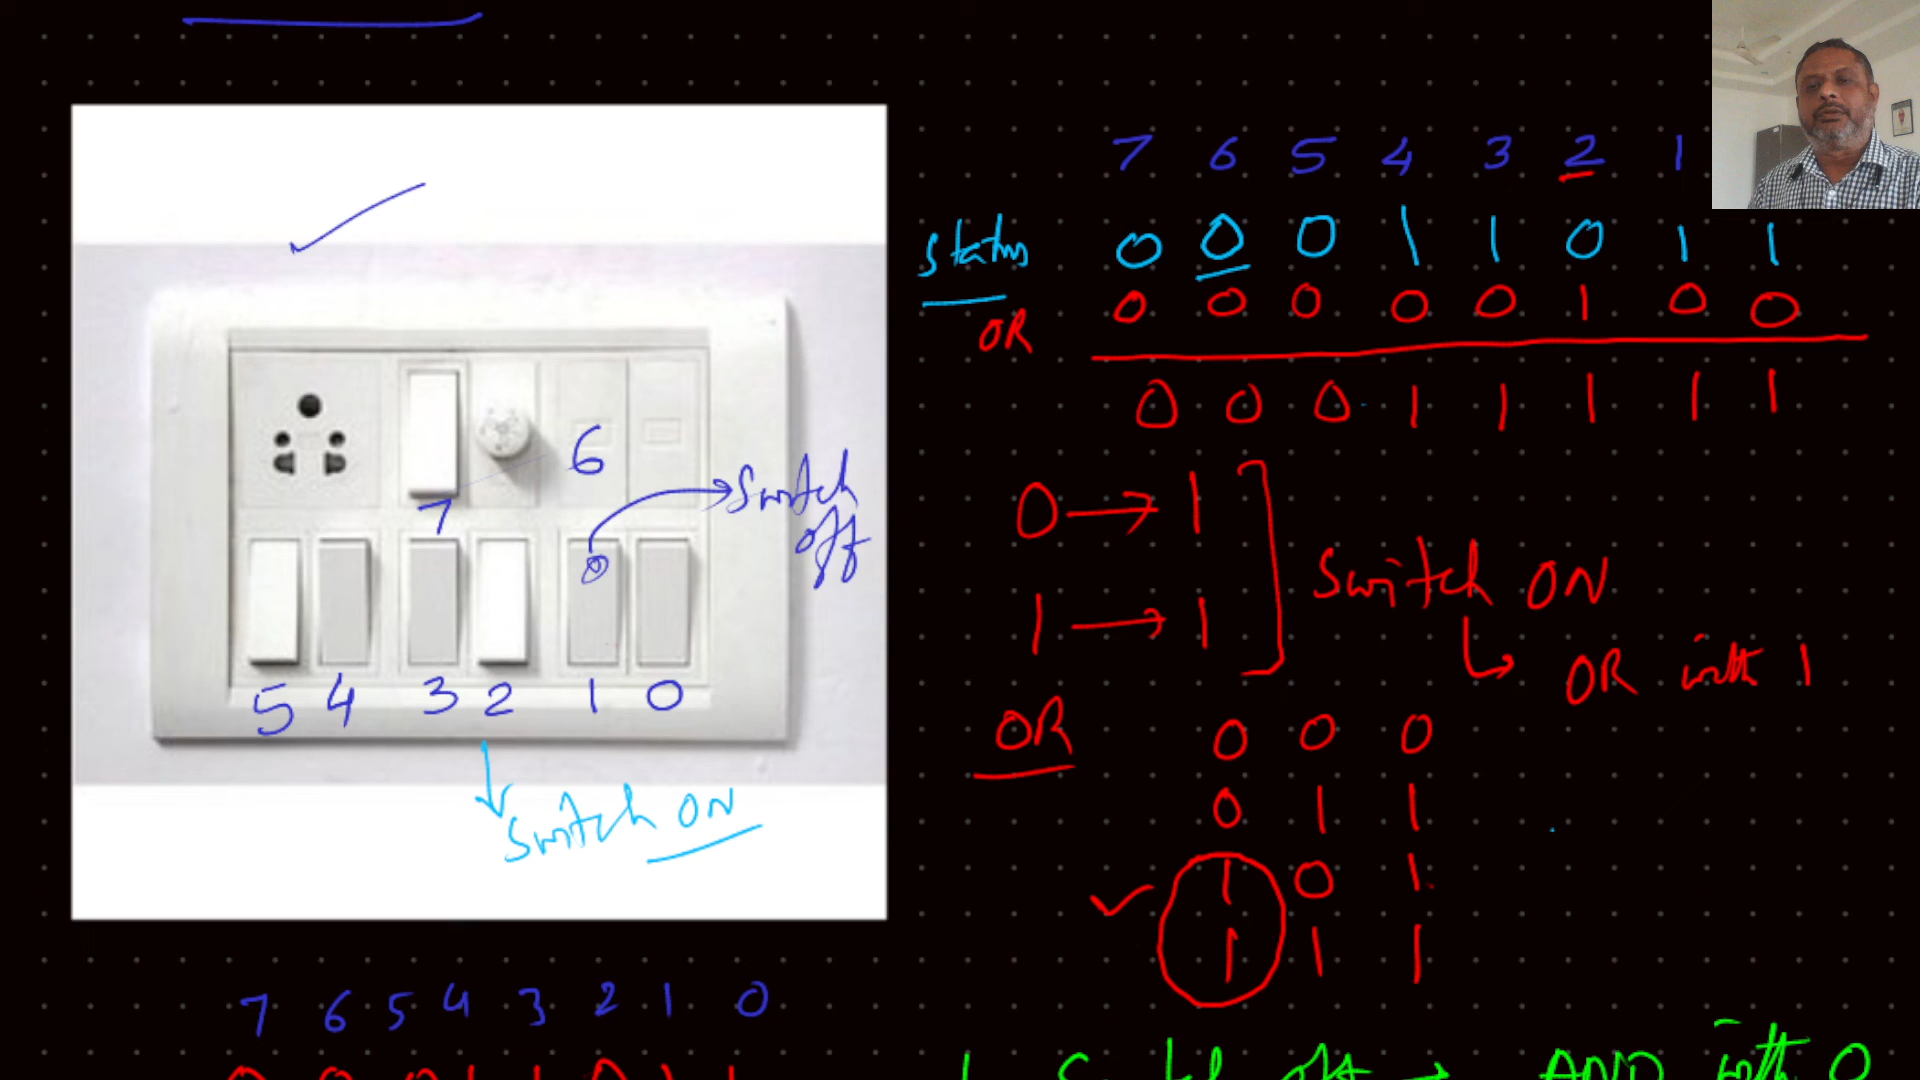 6
Switch
off
7
5 4 3 2 1 0
Switch ON
7 6 5 4 3 2 1 0
7 6 5 4 3 2 1
Status 0 0 0 1 1 0 1 1
OR 0 0 0 0 0 1 0 0
0 0 0 1 1 1 1 1
0 → 1
1 → 1
Switch ON
OR with 1
OR 0 0 0
0 1 1
1 0 1
1 1 1
Switch off → AND with 0